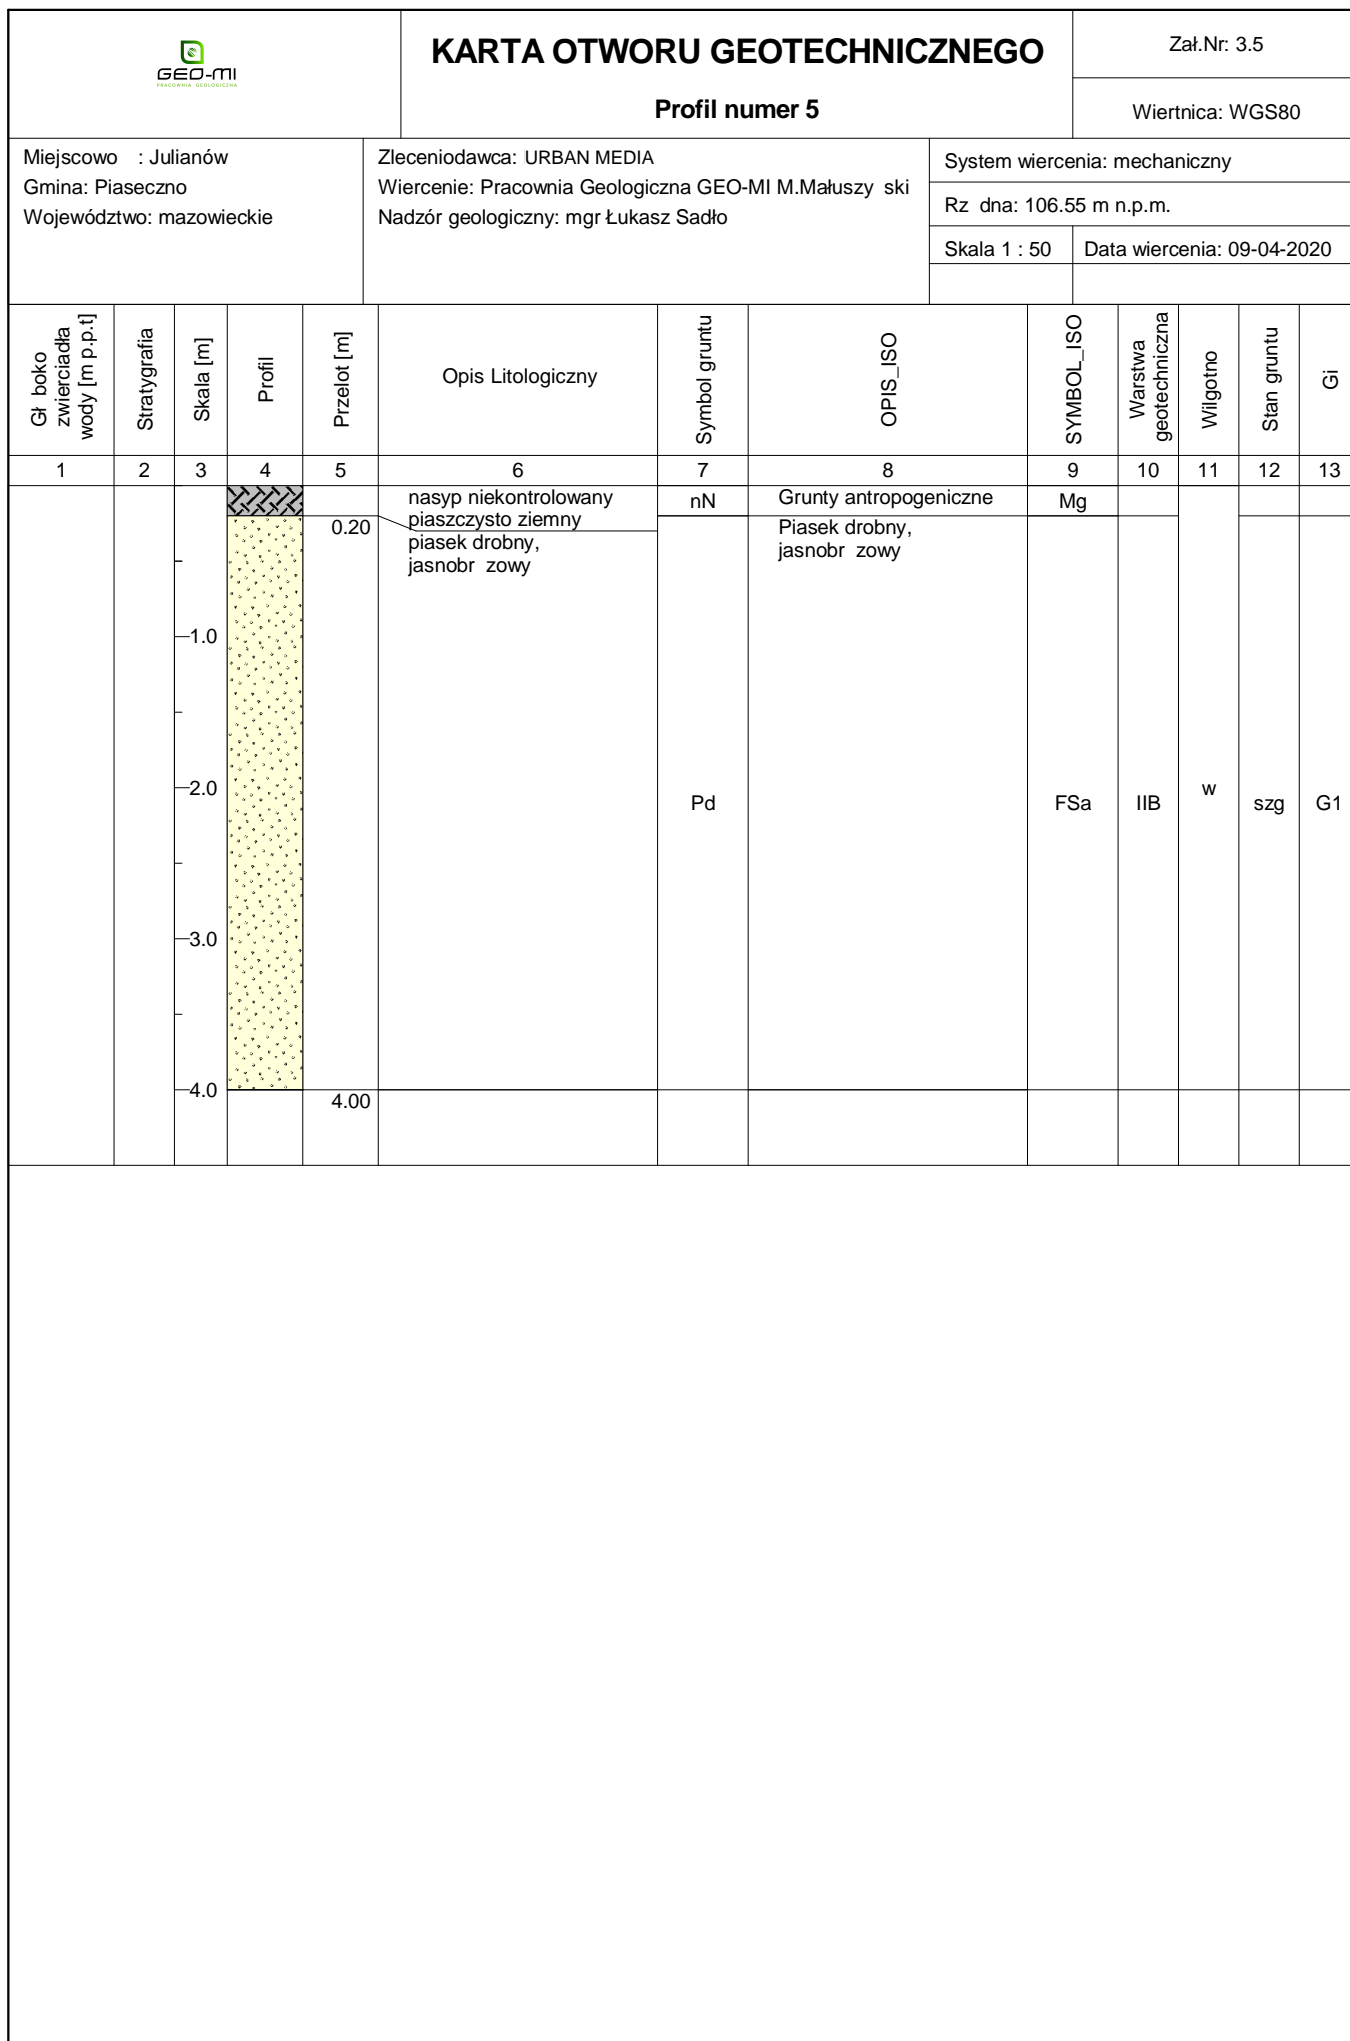 GEO-MI
PRACOWNIA GEOLOGICZNA
KARTA OTWORU GEOTECHNICZNEGO
Profil numer 5
Zał.Nr: 3.5
Wiertnica: WGS80
Miejscowo : Julianów
Gmina: Piaseczno
Województwo: mazowieckie
Zleceniodawca: URBAN MEDIA
Wiercenie: Pracownia Geologiczna GEO-MI M.Małuszy ski
Nadzór geologiczny: mgr Łukasz Sadło
System wiercenia: mechaniczny
Rz dna: 106.55 m n.p.m.
Skala 1 : 50
Data wiercenia: 09-04-2020
Gł boko
zwierciadła
wody [m p.p.t]
Stratygrafia
Skala [m]
Profil
Przelot [m]
Opis Litologiczny
Symbol gruntu
OPIS_ISO
SYMBOL_ISO
Warstwa
geotechniczna
Wilgotno
Stan gruntu
Gi
1 2 3 4 5 6 7 8 9 10 11 12 13
nasyp niekontrolowany
piaszczysto ziemny
nN
Grunty antropogeniczne
Mg
0.20
piasek drobny,
jasnobr zowy
Piasek drobny,
jasnobr zowy
1.0
2.0
Pd
FSa
IIB
w
szg
G1
3.0
4.0
4.00